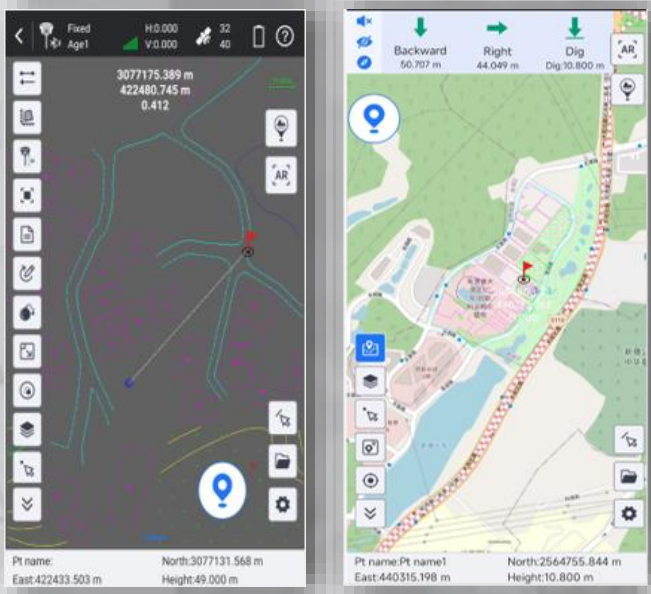 Fixed
Age1
H:0.000
V:0.000
32
40
3077175.389 m
422480.745 m
0.412
AR
Pt name:
North:3077131.568 m
East:422433.503 m
Height:49.000 m
Backward
50.707 m
Right
44.049 m
Dig
Dig:10.800 m
AR
Pt name:Pt name1
North:2564755.844 m
East:440315.198 m
Height:10.800 m